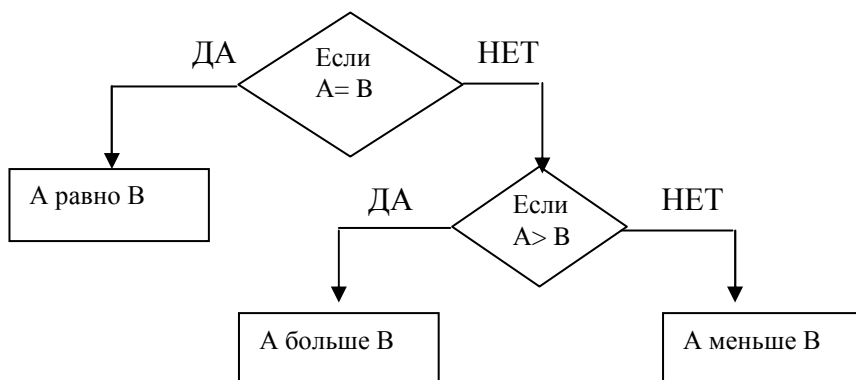 ДА
Если
А= В
НЕТ
А равно В
ДА
Если
А> В
НЕТ
А больше В
А меньше В